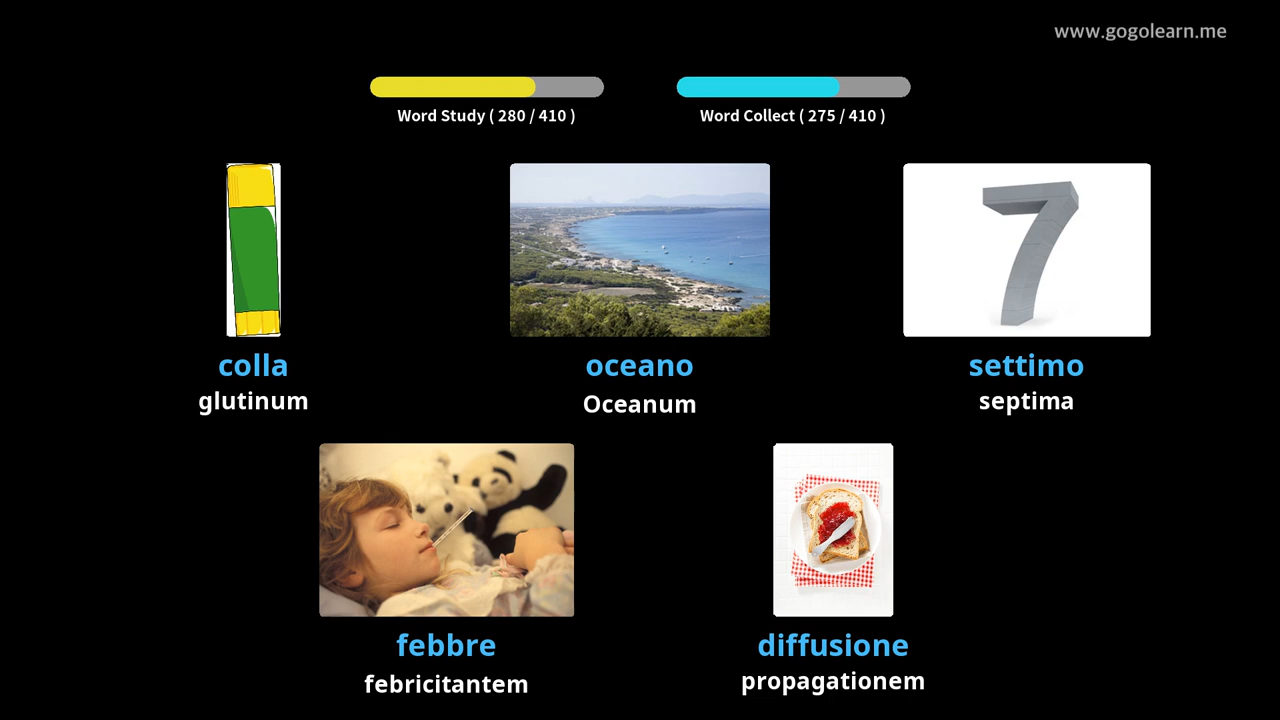 www.gogolearn.me
Word Study ( 280 / 410 )
Word Collect ( 275 / 410 )
colla
glutinum
oceano
Oceanum
settimo
septima
febbre
febricitantem
diffusione
propagationem